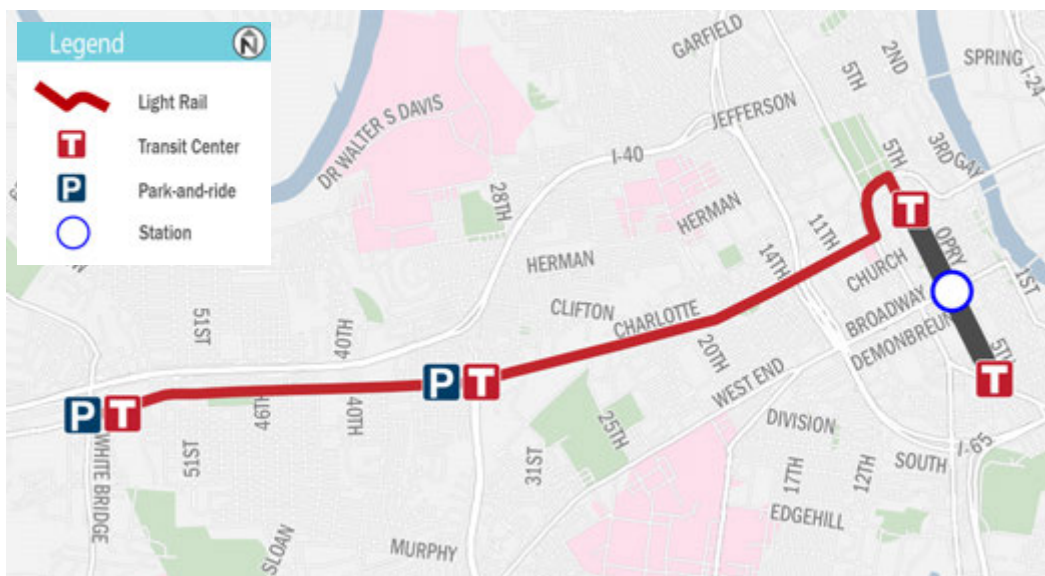 Legend
N
Light Rail
T
Transit Center
P
Park-and-ride
Station
GARFIELD
2ND
SPRING
I-24
5TH
JEFFERSON
DR WALTER S DAVIS
I-40
5TH
3RD
GAY
28TH
HERMAN
T
11TH
OPRY
HERMAN
14TH
CHURCH
1ST
CLIFTON
CHARLOTTE
BROADWAY
51ST
40TH
20TH
DEMONBREUN
5TH
P T
WEST END
T
P T
46TH
40TH
25TH
DIVISION
WHITE BRIDGE
51ST
31ST
17TH
12TH
SOUTH
I-65
EDGEHILL
SLOAN
MURPHY